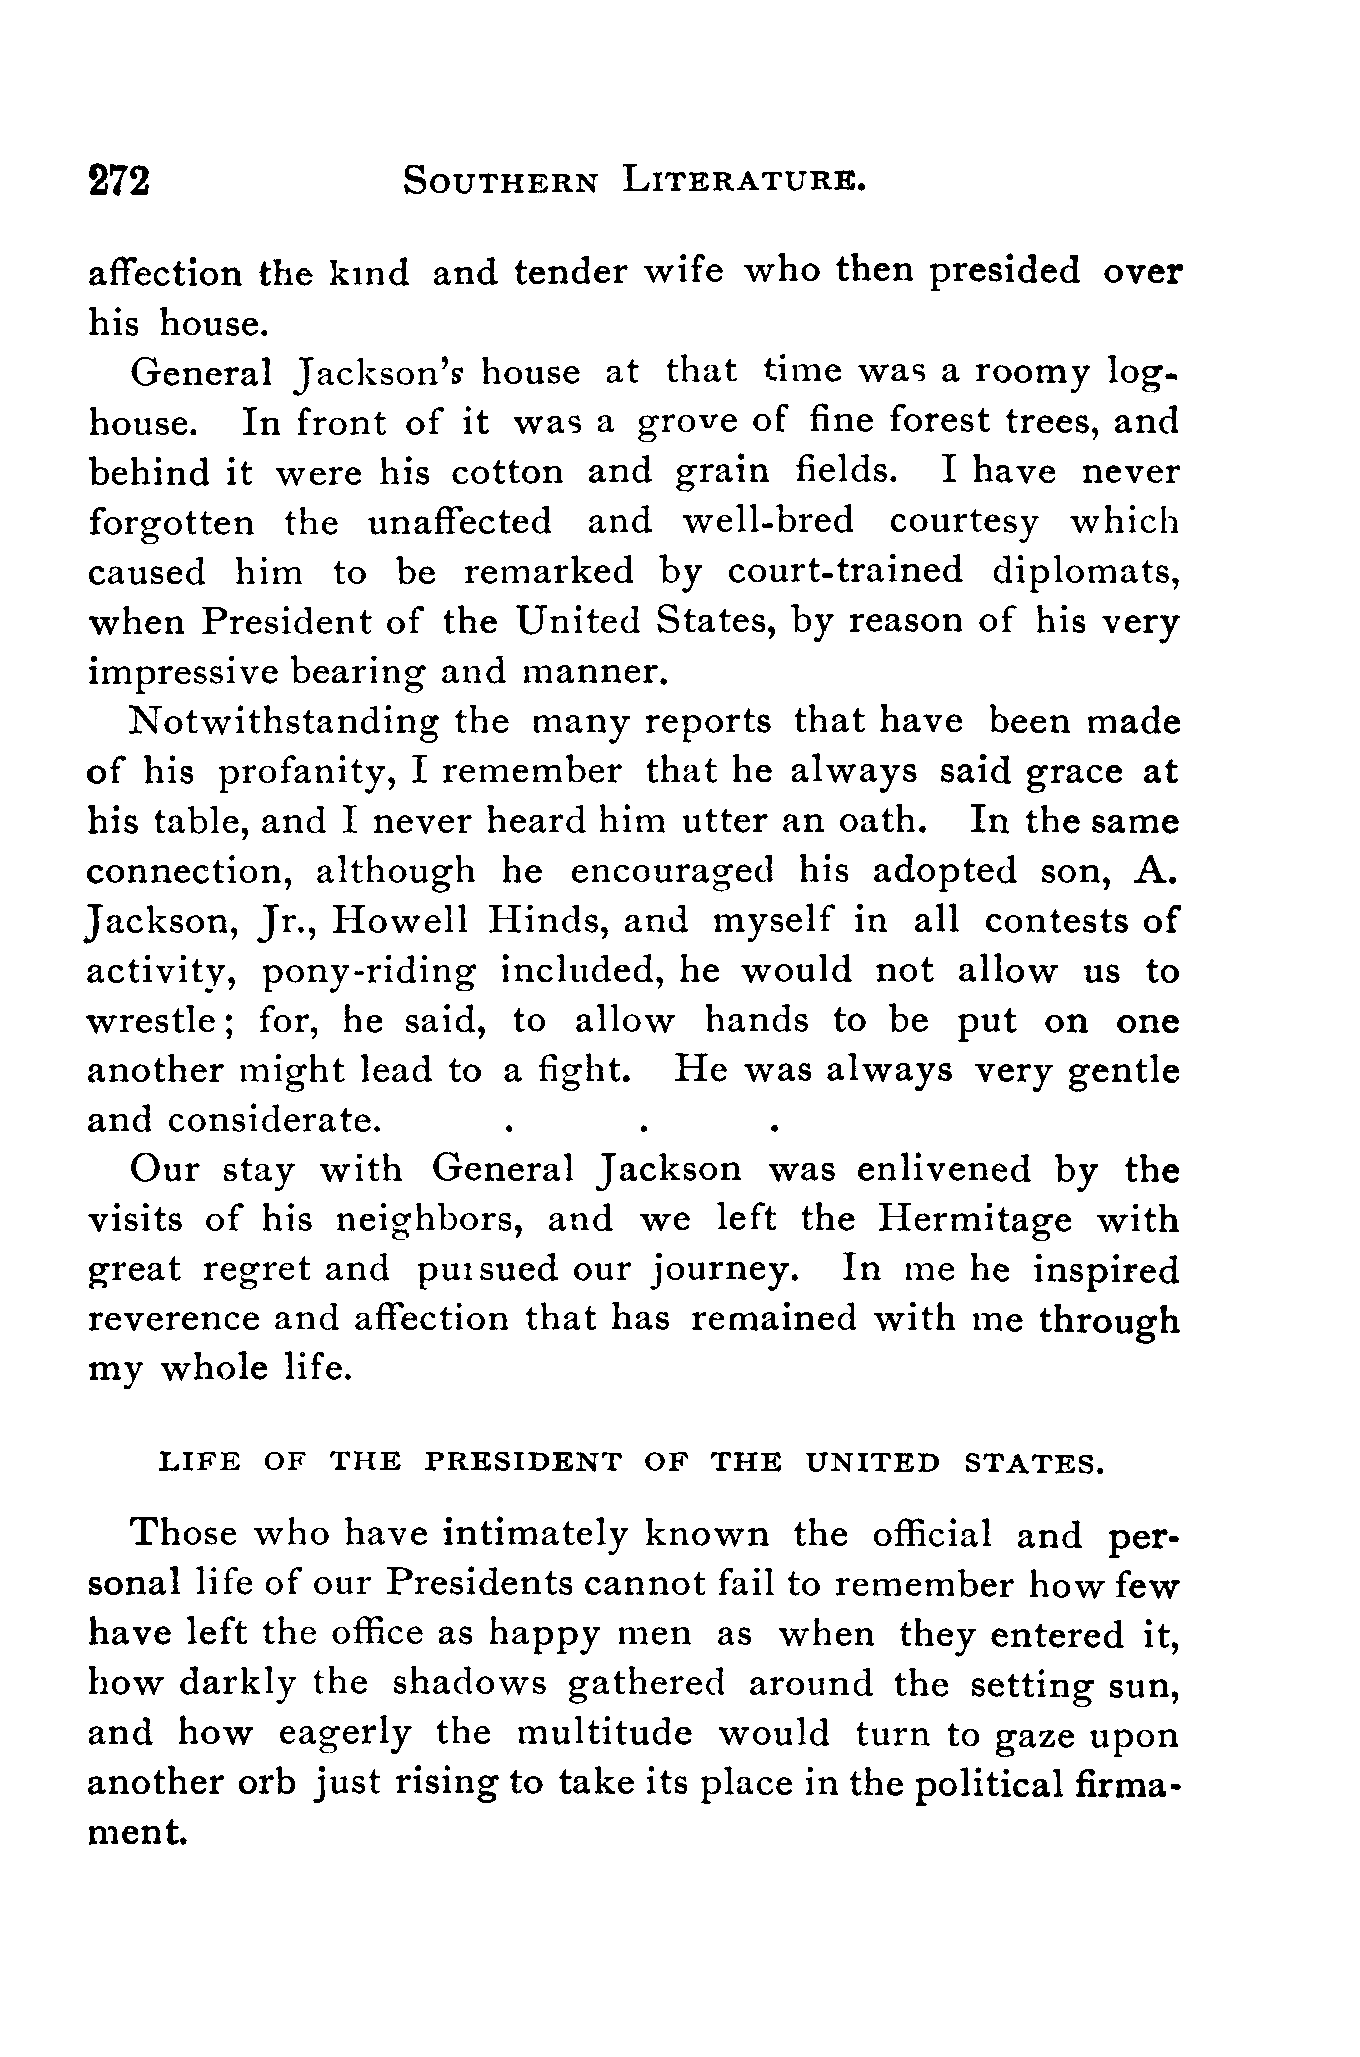 272 SOUTHERN LITERATURE.
affection the kind and tender wife who then presided over
his house.
General Jackson's house at that time was a roomy log-
house. In front of it was a grove of fine forest trees, and
behind it were his cotton and grain fields. I have never
forgotten the unaffected and well-bred courtesy which
caused him to be remarked by court-trained diplomats,
when President of the United States, by reason of his very
impressive bearing and manner.
Notwithstanding the many reports that have been made
of his profanity, I remember that he always said grace at
his table, and I never heard him utter an oath. In the same
connection, although he encouraged his adopted son, A.
Jackson, Jr., Howell Hinds, and myself in all contests of
activity, pony-riding included, he would not allow us to
wrestle; for, he said, to allow hands to be put on one
another might lead to a fight. He was always very gentle
and considerate. . . .
Our stay with General Jackson was enlivened by the
visits of his neighbors, and we left the Hermitage with
great regret and pursued our journey. In me he inspired
reverence and affection that has remained with me through
my whole life.
LIFE OF THE PRESIDENT OF THE UNITED STATES.
Those who have intimately known the official and per-
sonal life of our Presidents cannot fail to remember how few
have left the office as happy men as when they entered it,
how darkly the shadows gathered around the setting sun,
and how eagerly the multitude would turn to gaze upon
another orb just rising to take its place in the political firma-
ment.